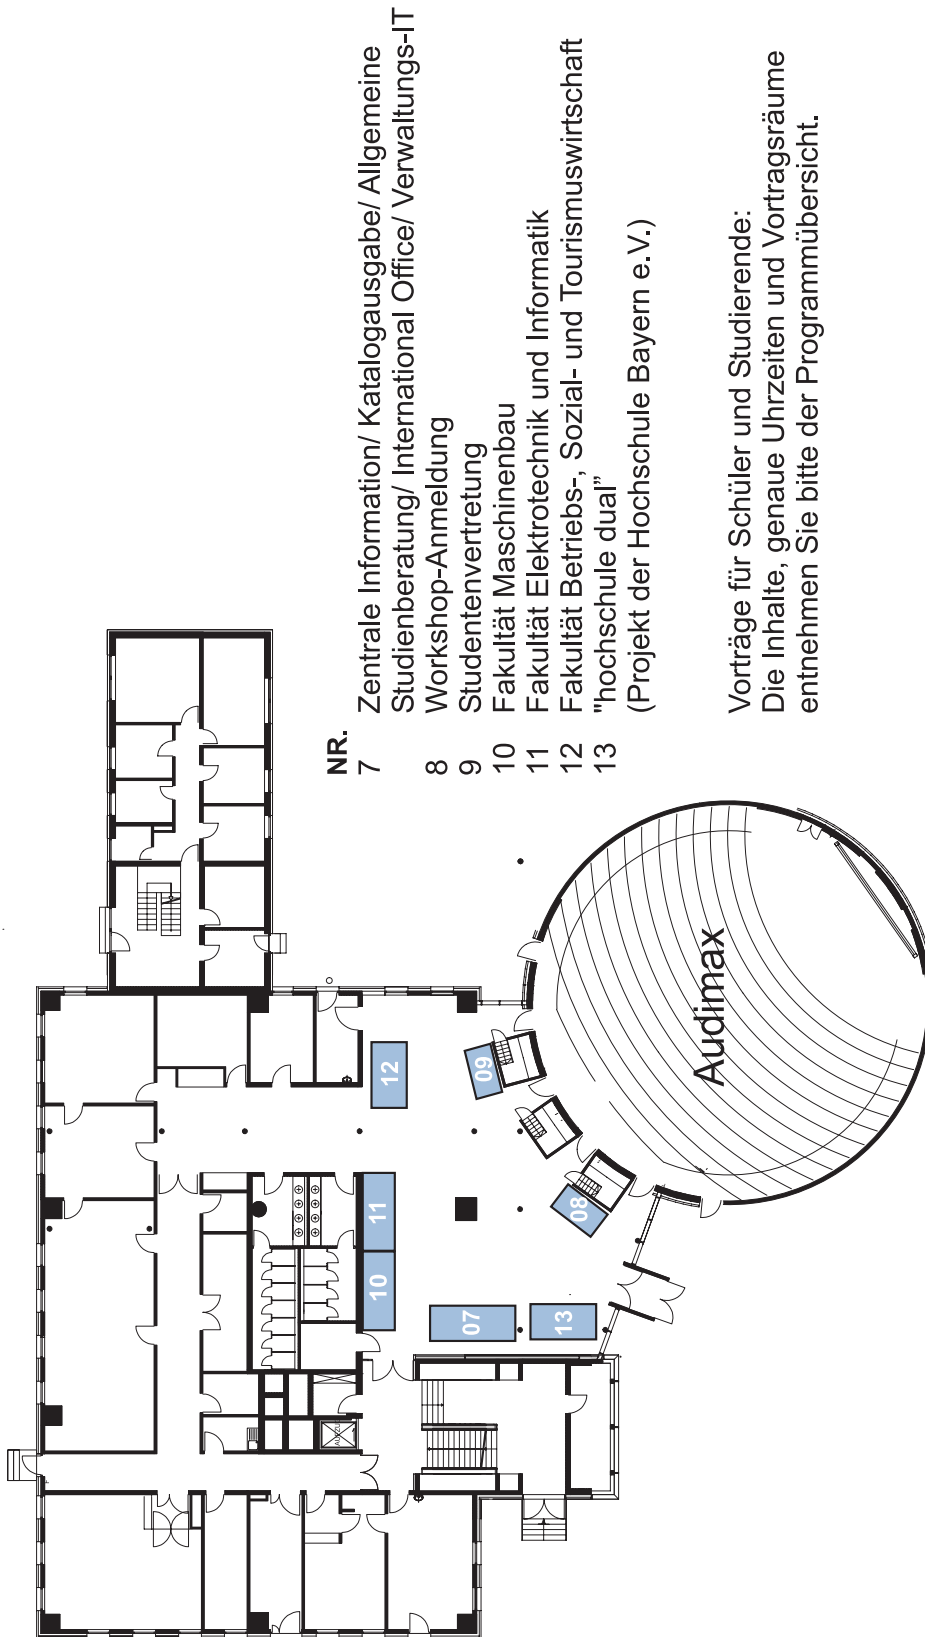 NR.
7 Zentrale Information/ Katalogausgabe/ Allgemeine
Studienberatung/ International Office/ Verwaltungs-IT
8 Workshop-Anmeldung
9 Studentenvertretung
10 Fakultät Maschinenbau
11 Fakultät Elektrotechnik und Informatik
12 Fakultät Betriebs-, Sozial- und Tourismuswirtschaft
13 "hochschule dual"
(Projekt der Hochschule Bayern e.V.)
Vorträge für Schüler und Studierende:
Die Inhalte, genaue Uhrzeiten und Vortragsräume
entnehmen Sie bitte der Programmübersicht.
12
09
11
10
08
07
13
Audimax